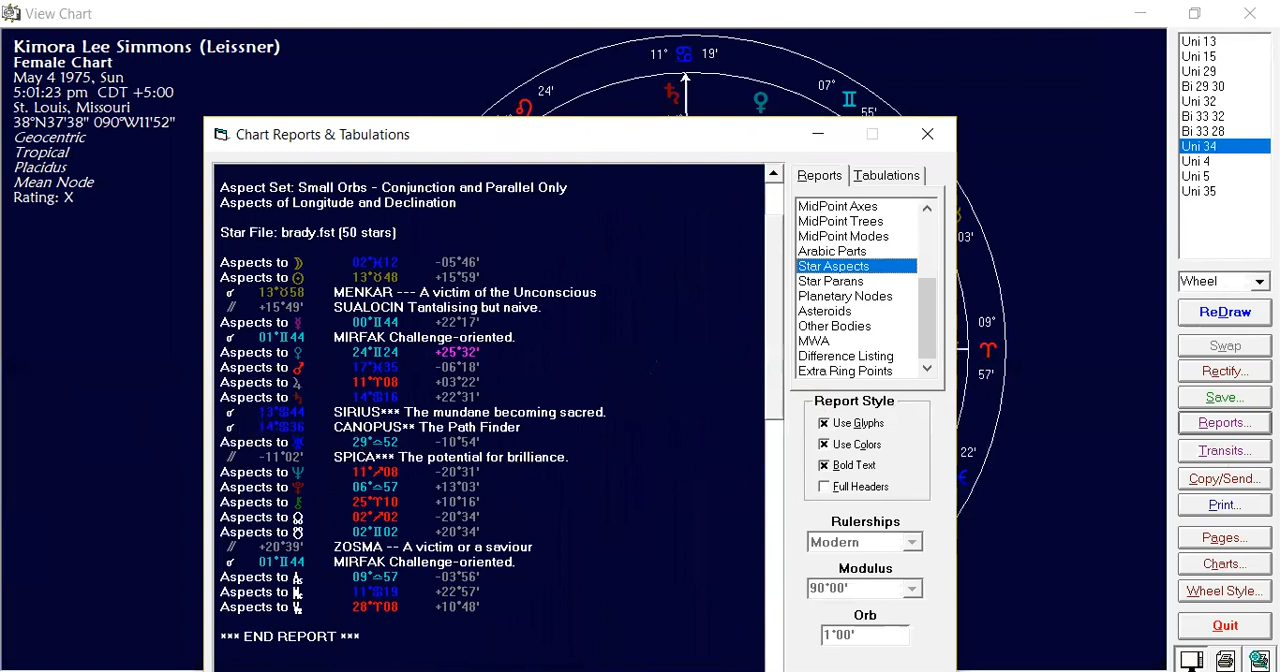 View Chart
Kimora Lee Simmons (Leissner)
Female Chart
May 4 1975, Sun
5:01:23 pm CDT +5:00
St. Louis, Missouri
38°N37'38" 090°W11'52"
Geocentric
Tropical
Placidus
Mean Node
Rating: X
11° ♋ 19'
24'
♌
07° ♊ 55'
♄
♀
03'
09°
♈
57'
22'
Chart Reports & Tabulations
Aspect Set: Small Orbs - Conjunction and Parallel Only
Aspects of Longitude and Declination
Star File: brady.fst (50 stars)
Aspects to ☽ 02°♓12 -05°46'
Aspects to ☉ 13°♉48 +15°59'
☌ 13°♉58 MENKAR --- A victim of the Unconscious
// +15°49' SUALOCIN Tantalising but naive.
Aspects to ☿ 00°♊44 +22°17'
☌ 01°♊44 MIRFAK Challenge-oriented.
Aspects to ♀ 24°♊24 +25°32'
Aspects to ♂ 17°♓35 -06°18'
Aspects to ♃ 11°♈08 +03°22'
Aspects to ♄ 14°♋16 +22°31'
☌ 13°♋44 SIRIUS*** The mundane becoming sacred.
☌ 14°♋36 CANOPUS** The Path Finder
Aspects to ♅ 29°♎52 -10°54'
// -11°02' SPICA*** The potential for brilliance.
Aspects to ♆ 11°♐08 -20°31'
Aspects to ♇ 06°♎57 +13°03'
Aspects to ⚷ 25°♈10 +10°16'
Aspects to ☊ 02°♐02 -20°34'
Aspects to ☋ 02°♊02 +20°34'
// +20°39' ZOSMA -- A victim or a saviour
☌ 01°♊44 MIRFAK Challenge-oriented.
Aspects to As 09°♎57 -03°56'
Aspects to Mc 11°♋19 +22°57'
Aspects to Vx 28°♈08 +10°48'
*** END REPORT ***
Reports
Tabulations
MidPoint Axes
MidPoint Trees
MidPoint Modes
Arabic Parts
Star Aspects
Star Parans
Planetary Nodes
Asteroids
Other Bodies
MWA
Difference Listing
Extra Ring Points
Report Style
Use Glyphs
Use Colors
Bold Text
Full Headers
Rulerships
Modern
Modulus
90°00'
Orb
1°00'
Uni 13
Uni 15
Uni 29
Bi 29 30
Uni 32
Bi 33 32
Bi 33 28
Uni 34
Uni 4
Uni 5
Uni 35
Wheel
ReDraw
Swap
Rectify...
Save...
Reports...
Transits...
Copy/Send...
Print...
Pages...
Charts...
Wheel Style...
Quit